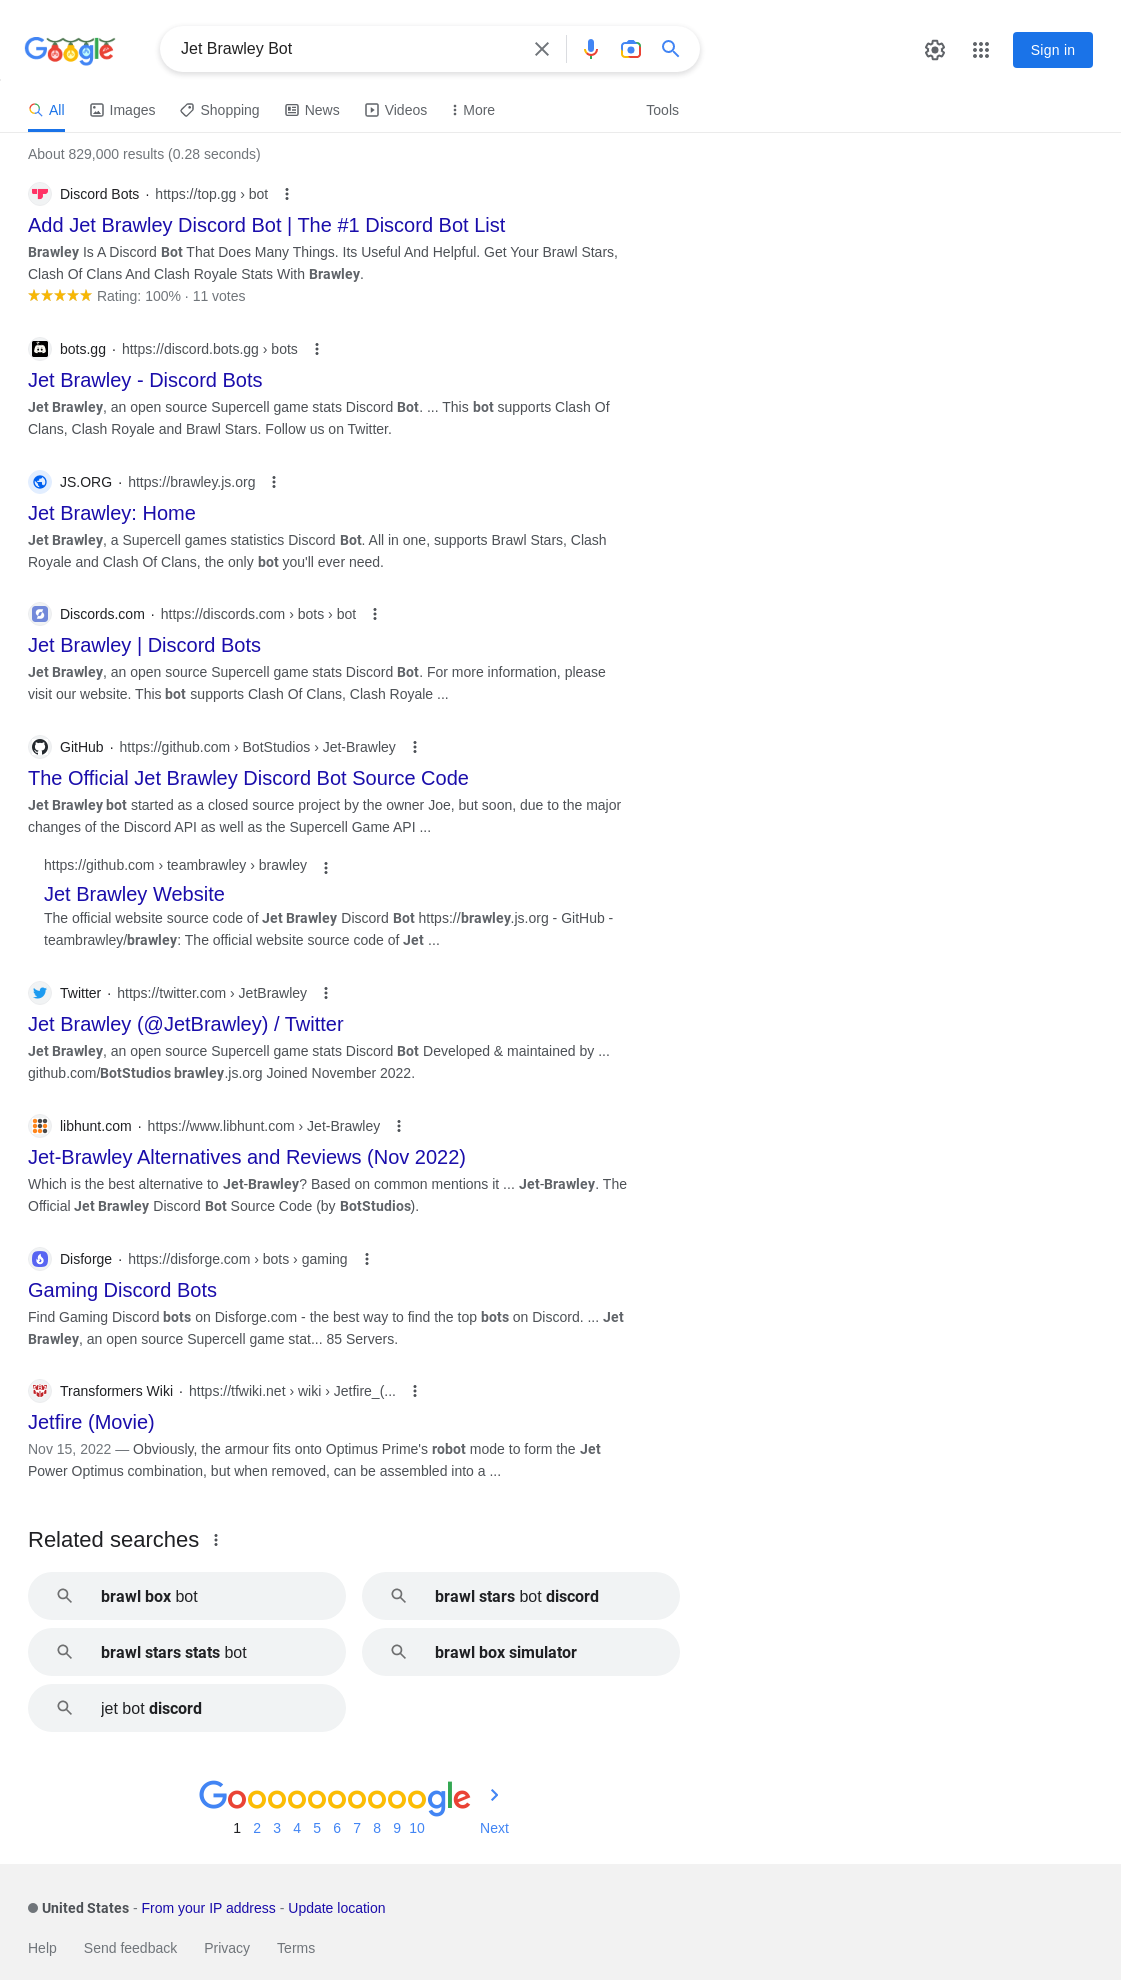 Google
Jet Brawley Bot
Sign in
All Images Shopping News Videos More Tools
About 829,000 results (0.28 seconds)
Discord Bots · https://top.gg › bot
Add Jet Brawley Discord Bot | The #1 Discord Bot List
Brawley Is A Discord Bot That Does Many Things. Its Useful And Helpful. Get Your Brawl Stars,
Clash Of Clans And Clash Royale Stats With Brawley.
Rating: 100% · 11 votes
bots.gg · https://discord.bots.gg › bots
Jet Brawley - Discord Bots
Jet Brawley, an open source Supercell game stats Discord Bot. ... This bot supports Clash Of
Clans, Clash Royale and Brawl Stars. Follow us on Twitter.
JS.ORG · https://brawley.js.org
Jet Brawley: Home
Jet Brawley, a Supercell games statistics Discord Bot. All in one, supports Brawl Stars, Clash
Royale and Clash Of Clans, the only bot you'll ever need.
Discords.com · https://discords.com › bots › bot
Jet Brawley | Discord Bots
Jet Brawley, an open source Supercell game stats Discord Bot. For more information, please
visit our website. This bot supports Clash Of Clans, Clash Royale ...
GitHub · https://github.com › BotStudios › Jet-Brawley
The Official Jet Brawley Discord Bot Source Code
Jet Brawley bot started as a closed source project by the owner Joe, but soon, due to the major
changes of the Discord API as well as the Supercell Game API ...
https://github.com › teambrawley › brawley
Jet Brawley Website
The official website source code of Jet Brawley Discord Bot https://brawley.js.org - GitHub -
teambrawley/brawley: The official website source code of Jet ...
Twitter · https://twitter.com › JetBrawley
Jet Brawley (@JetBrawley) / Twitter
Jet Brawley, an open source Supercell game stats Discord Bot Developed & maintained by ...
github.com/BotStudios brawley.js.org Joined November 2022.
libhunt.com · https://www.libhunt.com › Jet-Brawley
Jet-Brawley Alternatives and Reviews (Nov 2022)
Which is the best alternative to Jet-Brawley? Based on common mentions it ... Jet-Brawley. The
Official Jet Brawley Discord Bot Source Code (by BotStudios).
Disforge · https://disforge.com › bots › gaming
Gaming Discord Bots
Find Gaming Discord bots on Disforge.com - the best way to find the top bots on Discord. ... Jet
Brawley, an open source Supercell game stat... 85 Servers.
Transformers Wiki · https://tfwiki.net › wiki › Jetfire_(...
Jetfire (Movie)
Nov 15, 2022 — Obviously, the armour fits onto Optimus Prime's robot mode to form the Jet
Power Optimus combination, but when removed, can be assembled into a ...
Related searches
brawl box bot
brawl stars bot discord
brawl stars stats bot
brawl box simulator
jet bot discord
Goooooooooogle
1 2 3 4 5 6 7 8 9 10 Next
United States - From your IP address - Update location
Help Send feedback Privacy Terms